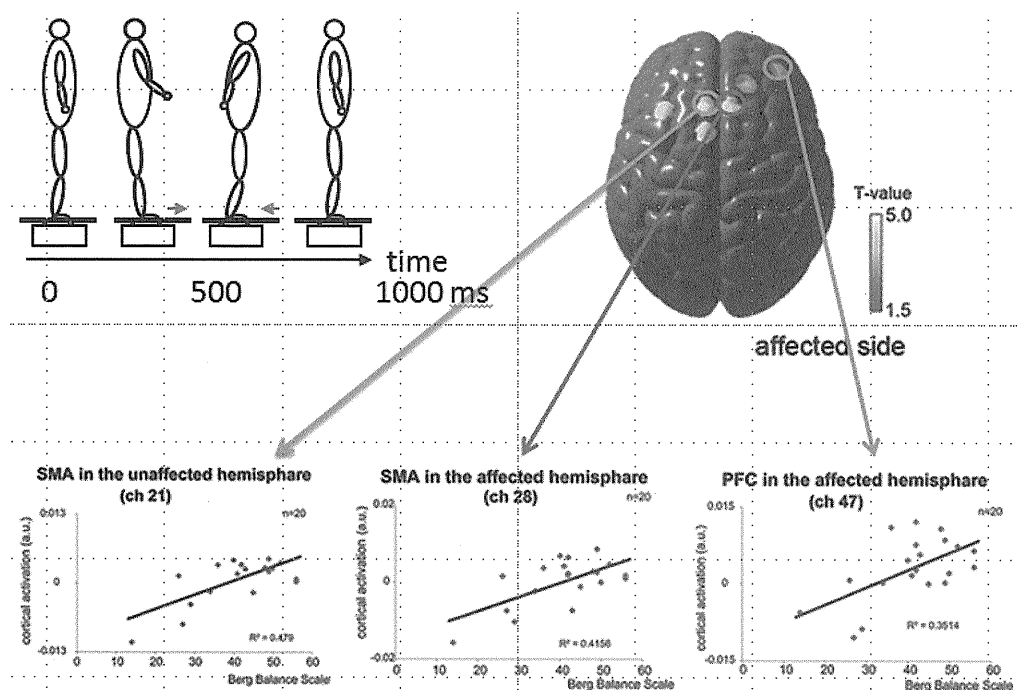 time
0 500 1000 ms
T-value
5.0
1.5
affected side
SMA in the unaffected hemisphare
(ch 21)
n=20
cortical activation (a.u.)
0.013
0
-0.013
R² = 0.479
0 10 20 30 40 50 60
Berg Balance Scale
SMA in the affected hemisphare
(ch 28)
n=20
cortical activation (a.u.)
0.02
0
-0.02
R² = 0.4156
0 10 20 30 40 50 60
Berg Balance Scale
PFC in the affected hemisphare
(ch 47)
n=20
cortical activation (a.u.)
0.015
0
-0.015
R² = 0.3514
0 10 20 30 40 50 60
Berg Balance Scale